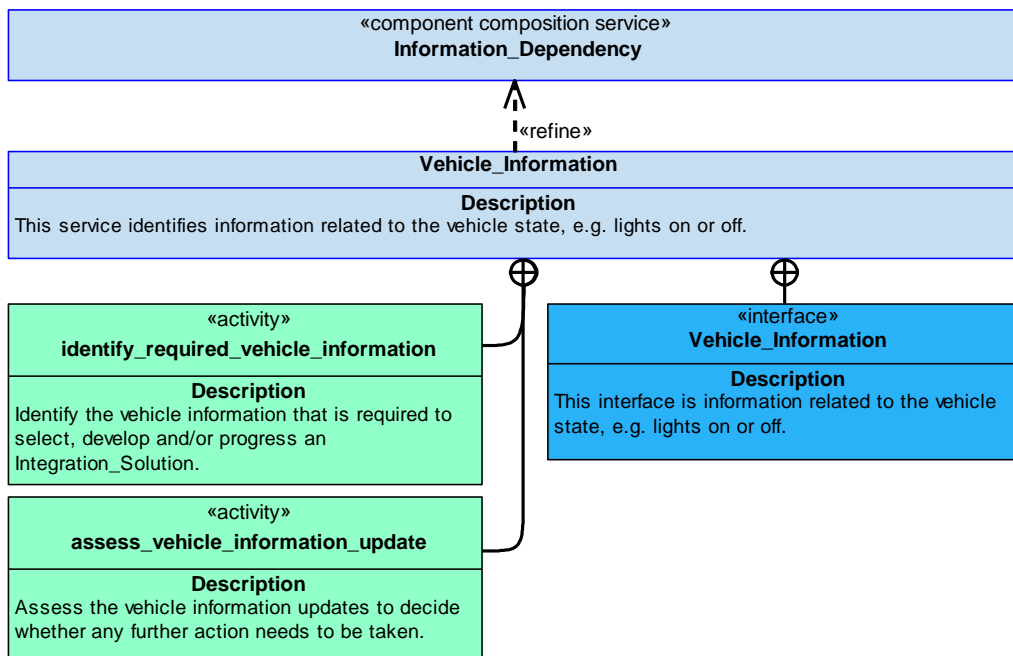 «component composition service»
Information_Dependency
«refine»
Vehicle_Information
Description
This service identifies information related to the vehicle state, e.g. lights on or off.
«activity»
identify_required_vehicle_information
Description
Identify the vehicle information that is required to
select, develop and/or progress an
Integration_Solution.
«interface»
Vehicle_Information
Description
This interface is information related to the vehicle
state, e.g. lights on or off.
«activity»
assess_vehicle_information_update
Description
Assess the vehicle information updates to decide
whether any further action needs to be taken.